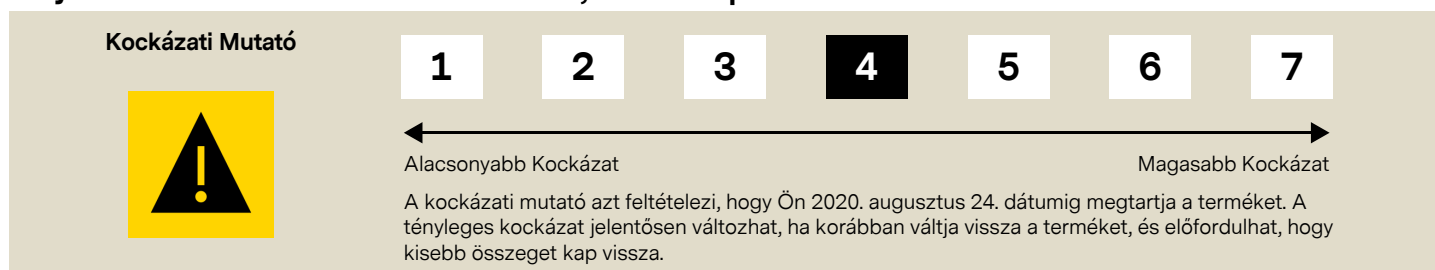 Kockázati Mutató
1 2 3 4 5 6 7
Alacsonyabb Kockázat Magasabb Kockázat
A kockázati mutató azt feltételezi, hogy Ön 2020. augusztus 24. dátumig megtartja a terméket. A
tényleges kockázat jelentősen változhat, ha korábban váltja vissza a terméket, és előfordulhat, hogy
kisebb összeget kap vissza.